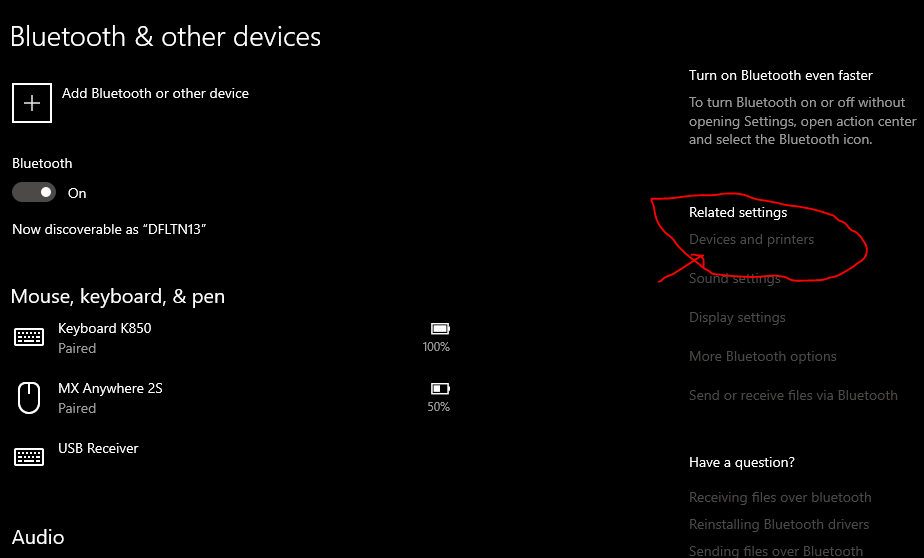 Bluetooth & other devices
Add Bluetooth or other device
Bluetooth
On
Now discoverable as “DFLTN13”
Mouse, keyboard, & pen
Keyboard K850
Paired
100%
MX Anywhere 2S
Paired
50%
USB Receiver
Audio
Turn on Bluetooth even faster
To turn Bluetooth on or off without
opening Settings, open action center
and select the Bluetooth icon.
Related settings
Devices and printers
Sound settings
Display settings
More Bluetooth options
Send or receive files via Bluetooth
Have a question?
Receiving files over bluetooth
Reinstalling Bluetooth drivers
Sending files over Bluetooth